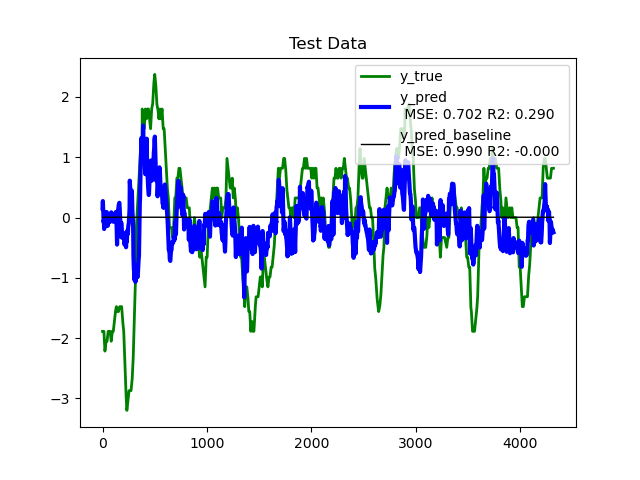 Test Data
y_true
y_pred
MSE: 0.702 R2: 0.290
y_pred_baseline
MSE: 0.990 R2: -0.000
2
1
0
−1
−2
−3
0 1000 2000 3000 4000